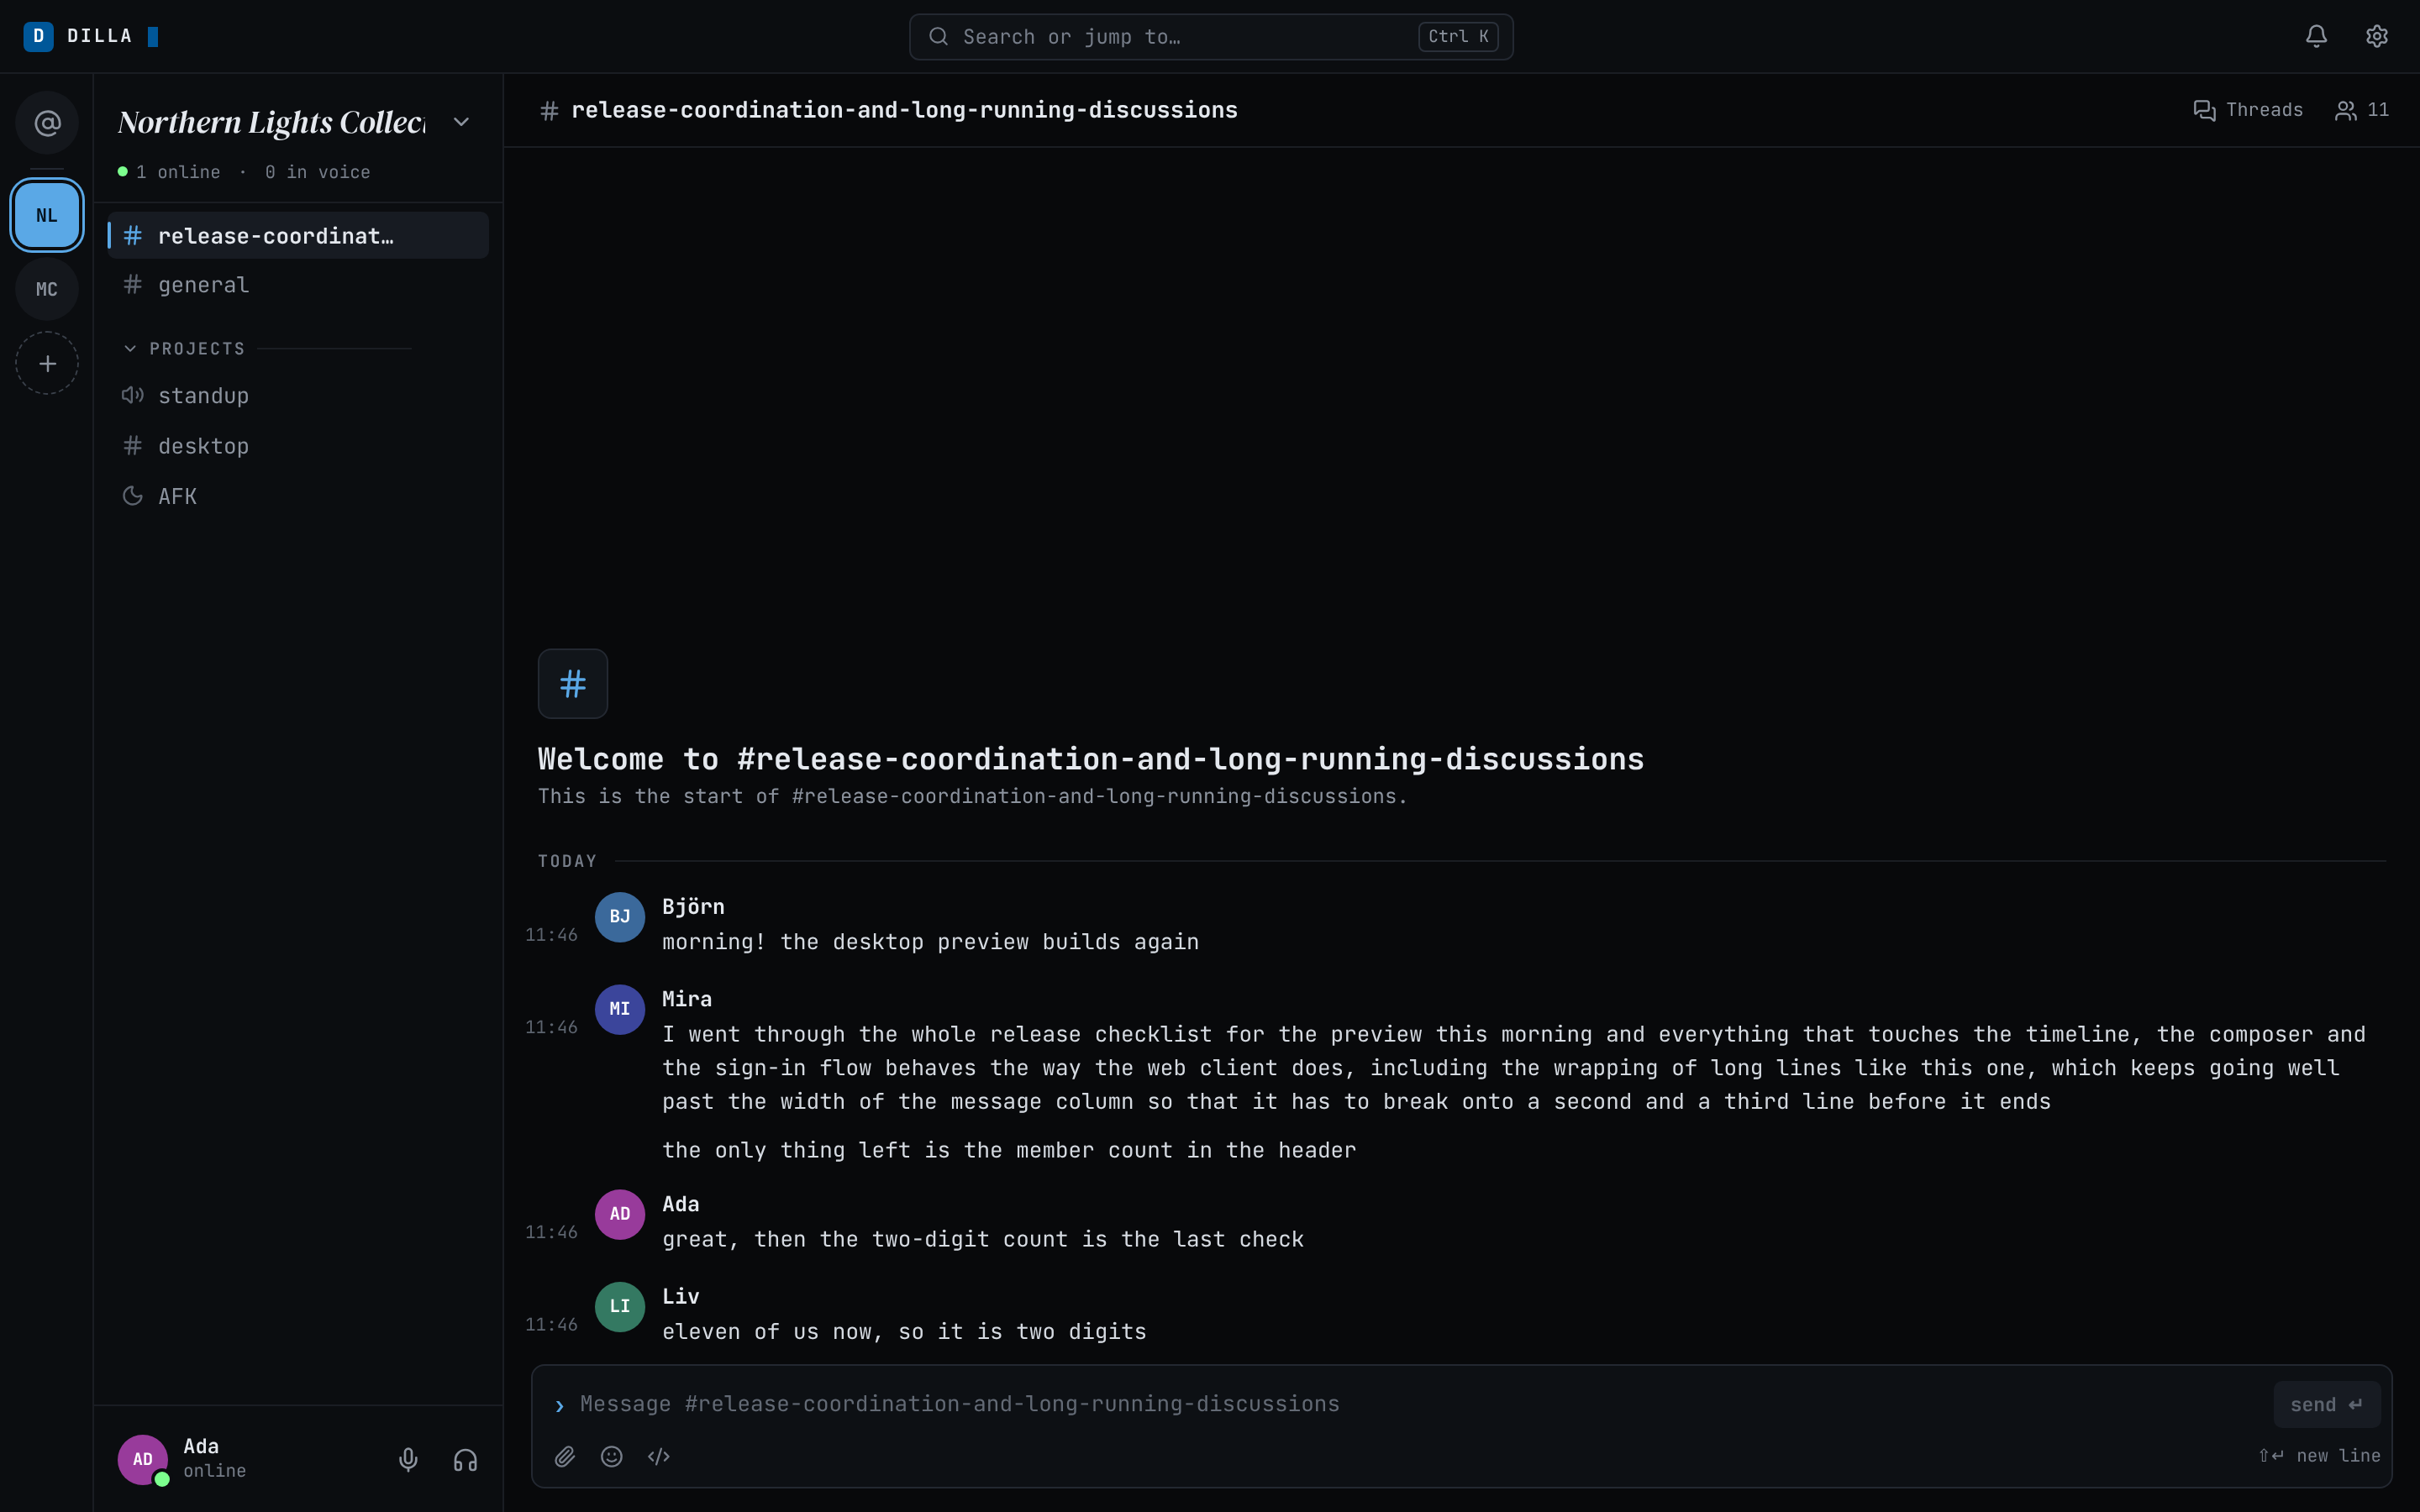 D DILLA
Search or jump to…
Ctrl K
NL
MC
Northern Lights Collec
1 online · 0 in voice
# release-coordinat…
# general
PROJECTS
standup
# desktop
AFK
AD
Ada
online
# release-coordination-and-long-running-discussions
Threads
11
#
Welcome to #release-coordination-and-long-running-discussions
This is the start of #release-coordination-and-long-running-discussions.
TODAY
BJ
Björn
11:46
morning! the desktop preview builds again
MI
Mira
11:46
I went through the whole release checklist for the preview this morning and everything that touches the timeline, the composer and
the sign-in flow behaves the way the web client does, including the wrapping of long lines like this one, which keeps going well
past the width of the message column so that it has to break onto a second and a third line before it ends
the only thing left is the member count in the header
AD
Ada
11:46
great, then the two-digit count is the last check
LI
Liv
11:46
eleven of us now, so it is two digits
› Message #release-coordination-and-long-running-discussions
send ↵
⇧↵ new line